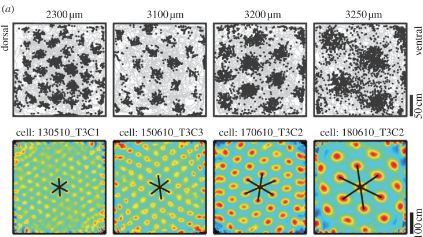 (a)
2300 µm 3100 µm 3200 µm 3250 µm
dorsal
ventral
50 cm
cell: 130510_T3C1 cell: 150610_T3C3 cell: 170610_T3C2 cell: 180610_T3C2
100 cm